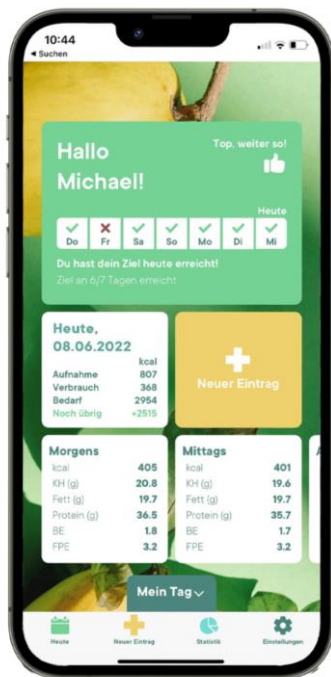 10:44
◀ Suchen
Hallo
Michael!
Top, weiter so!
Heute
Do Fr Sa So Mo Di Mi
Du hast dein Ziel heute erreicht!
Ziel an 6/7 Tagen erreicht
Heute,
08.06.2022
kcal
Aufnahme 807
Verbrauch 368
Bedarf 2954
Noch übrig +2515
Neuer Eintrag
Morgens
kcal 405
KH (g) 20.8
Fett (g) 19.7
Protein (g) 36.5
BE 1.8
FPE 3.2
Mittags
kcal 401
KH (g) 19.6
Fett (g) 19.7
Protein (g) 35.7
BE 1.7
FPE 3.2
Mein Tag
Heute
Neuer Eintrag
Statistik
Einstellungen